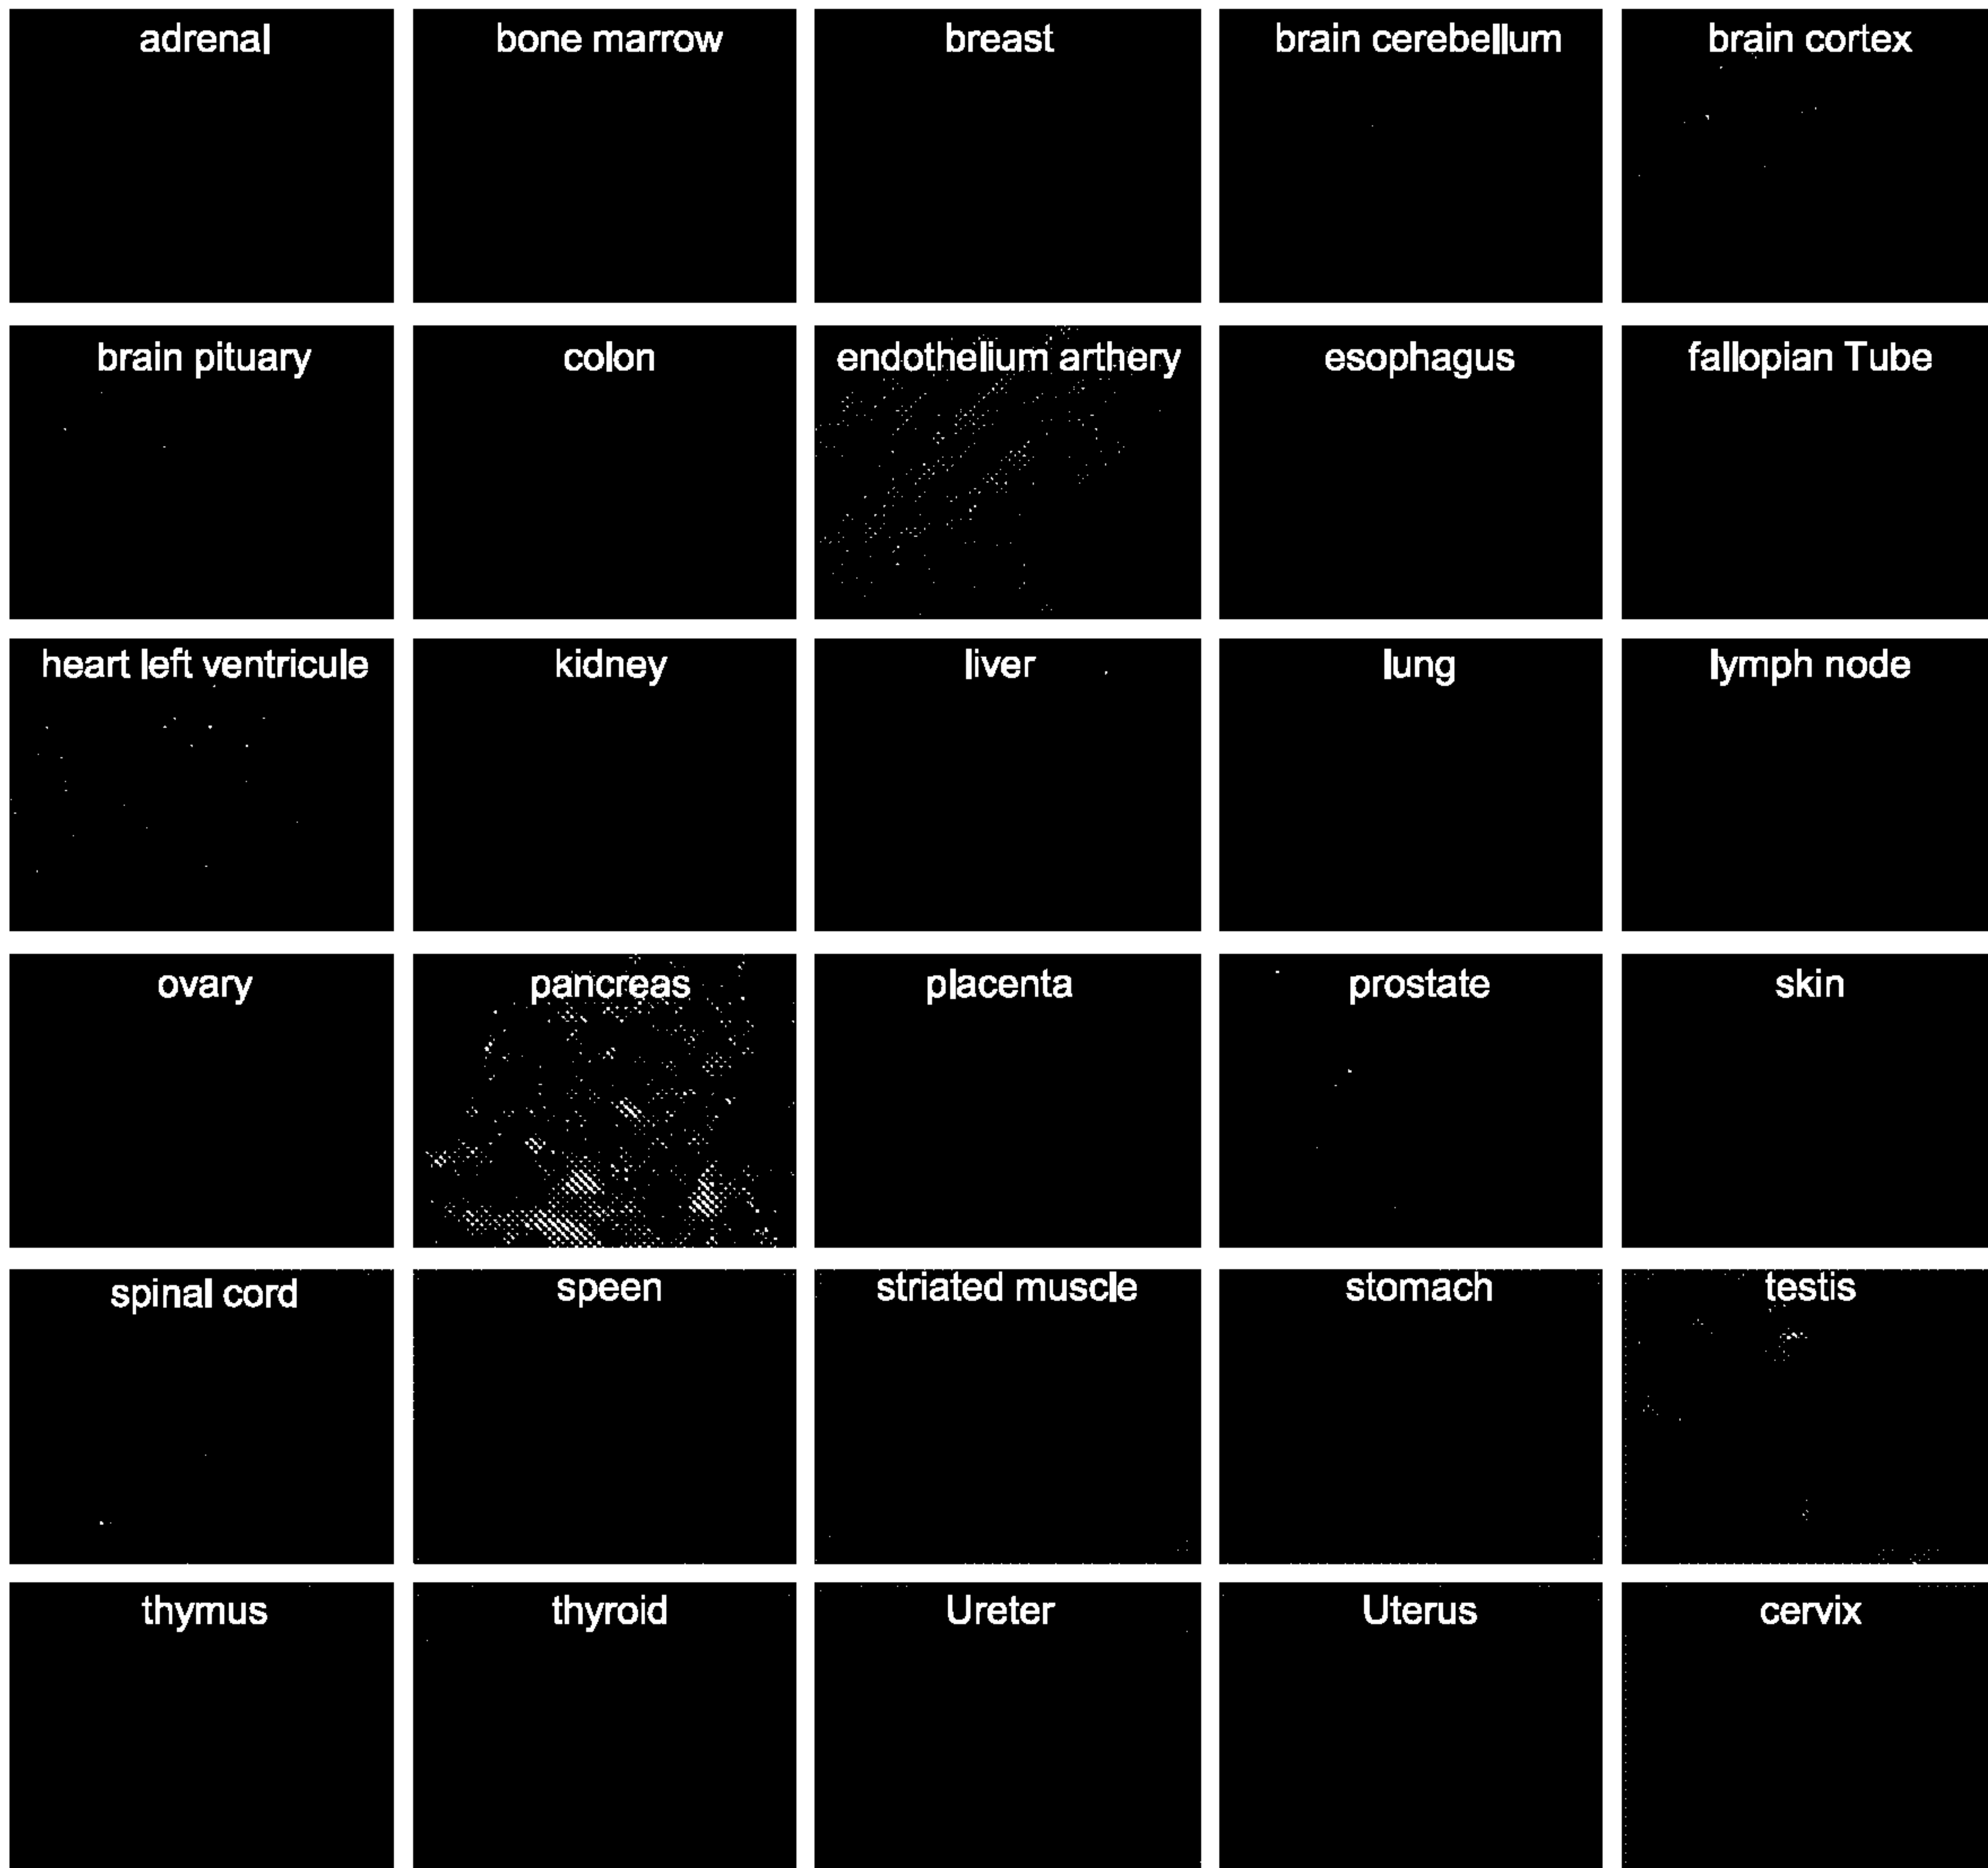 adrenal
bone marrow
breast
brain cerebellum
brain cortex
brain pituary
colon
endothelium arthery
esophagus
fallopian Tube
heart left ventricule
kidney
liver
lung
lymph node
ovary
pancreas
placenta
prostate
skin
spinal cord
speen
striated muscle
stomach
testis
thymus
thyroid
Ureter
Uterus
cervix